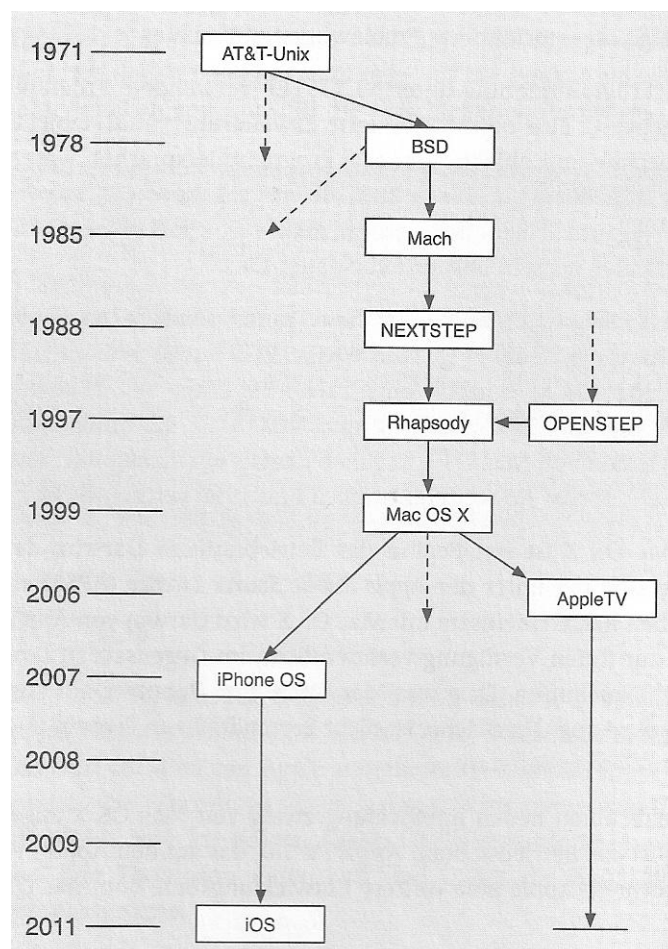 1971 AT&T-Unix
1978 BSD
1985 Mach
1988 NEXTSTEP
1997 Rhapsody OPENSTEP
1999 Mac OS X
2006 AppleTV
2007 iPhone OS
2008
2009
2011 iOS